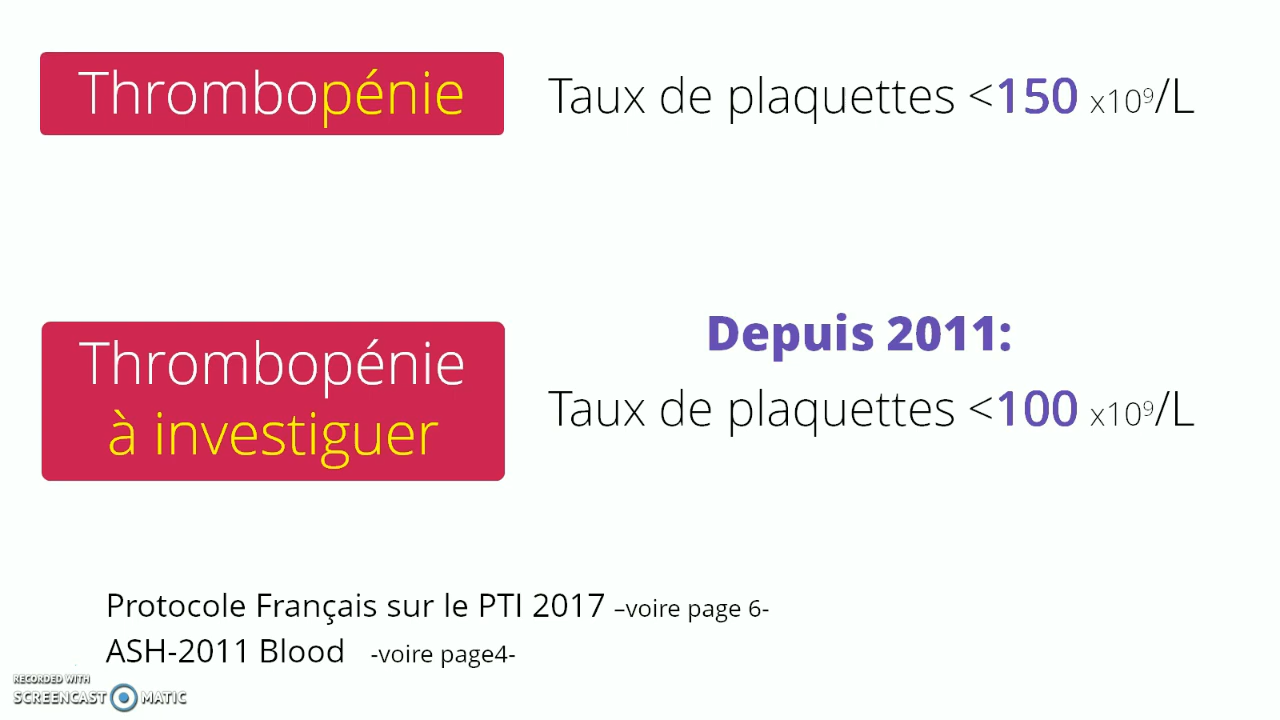 Thrombopénie
Taux de plaquettes <150 x10⁹/L
Thrombopénie
à investiguer
Depuis 2011:
Taux de plaquettes <100 x10⁹/L
Protocole Français sur le PTI 2017 –voire page 6-
ASH-2011 Blood -voire page4-
RECORDED WITH
SCREENCAST MATIC